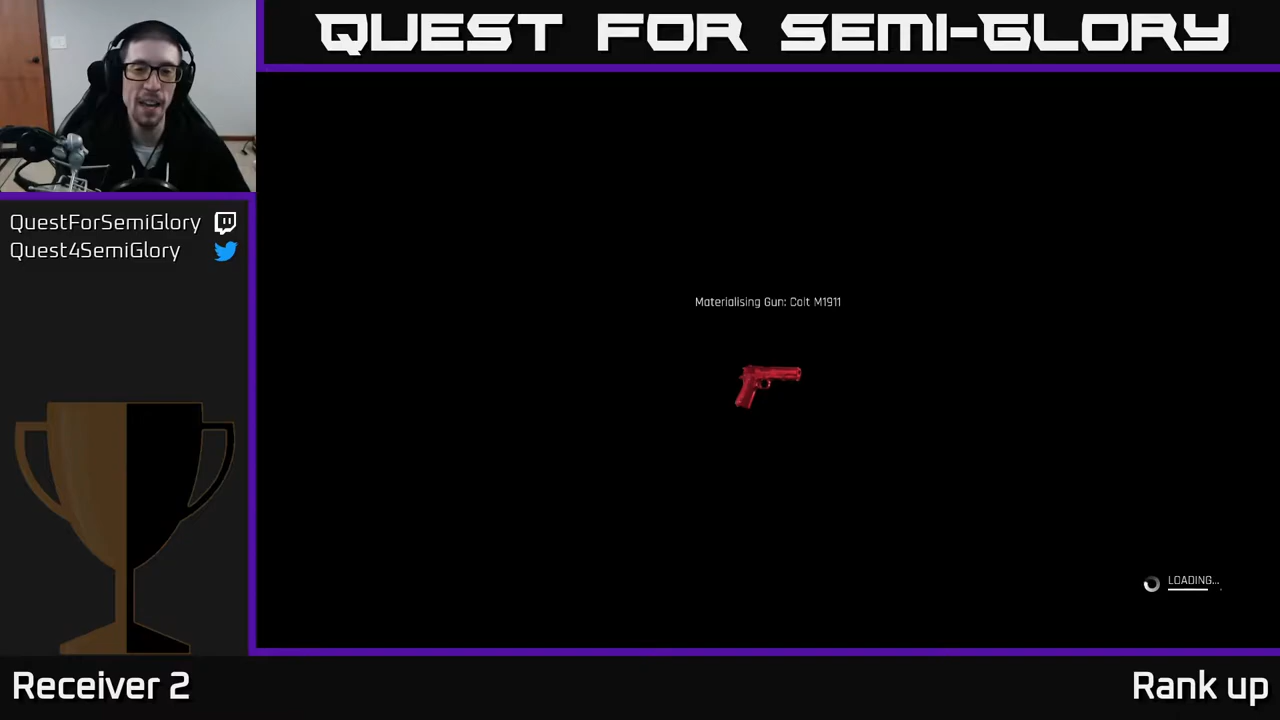 QUEST FOR SEMI-GLORY
QuestForSemiGlory
Quest4SemiGlory
Materialising Gun: Colt M1911
LOADING...
Receiver 2
Rank up